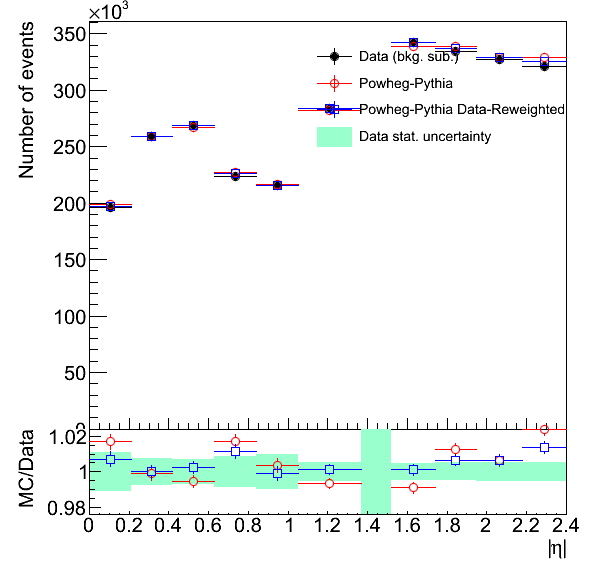 ×10³
Number of events
350
300
250
200
150
100
50
Data (bkg. sub.)
Powheg-Pythia
Powheg-Pythia Data-Reweighted
Data stat. uncertainty
MC/Data
1.02
1
0.98
0 0.2 0.4 0.6 0.8 1 1.2 1.4 1.6 1.8 2 2.2 2.4
|η|